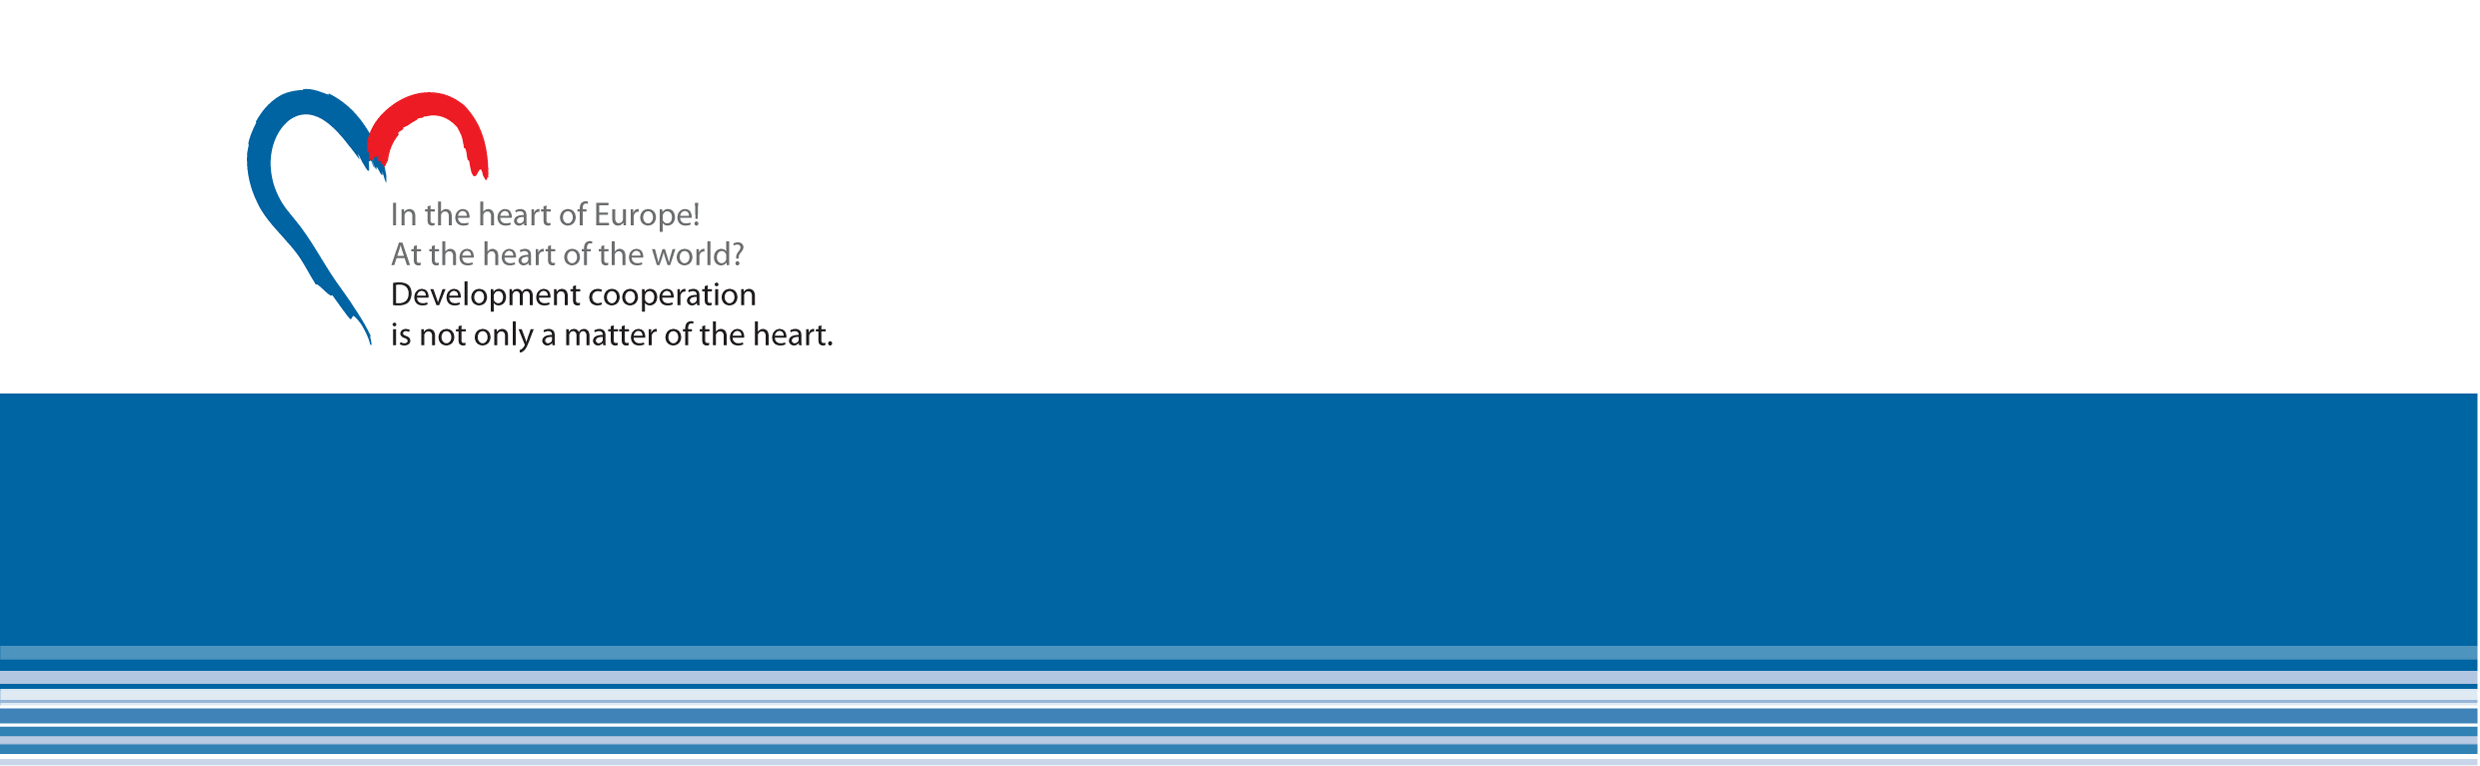 In the heart of Europe!
At the heart of the world?
Development cooperation
is not only a matter of the heart.